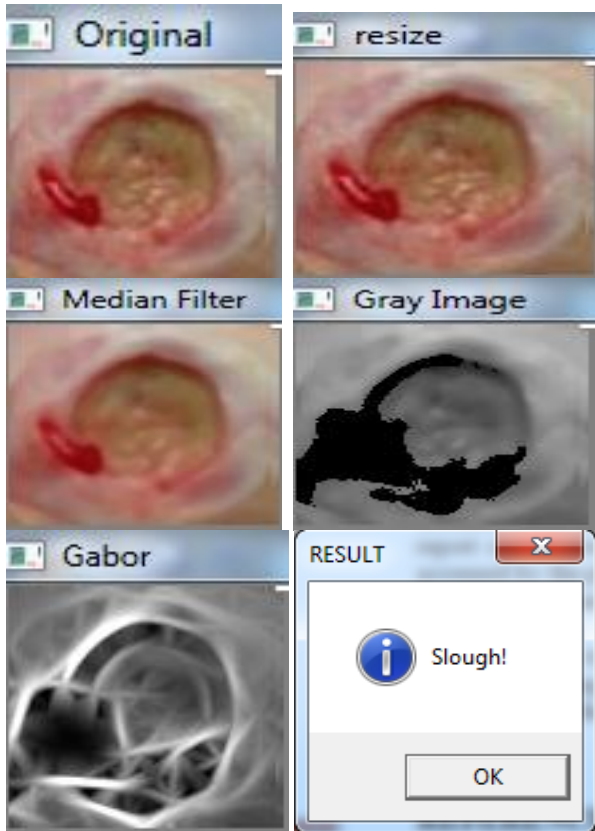 Original
resize
Median Filter
Gray Image
Gabor
RESULT
Slough!
OK